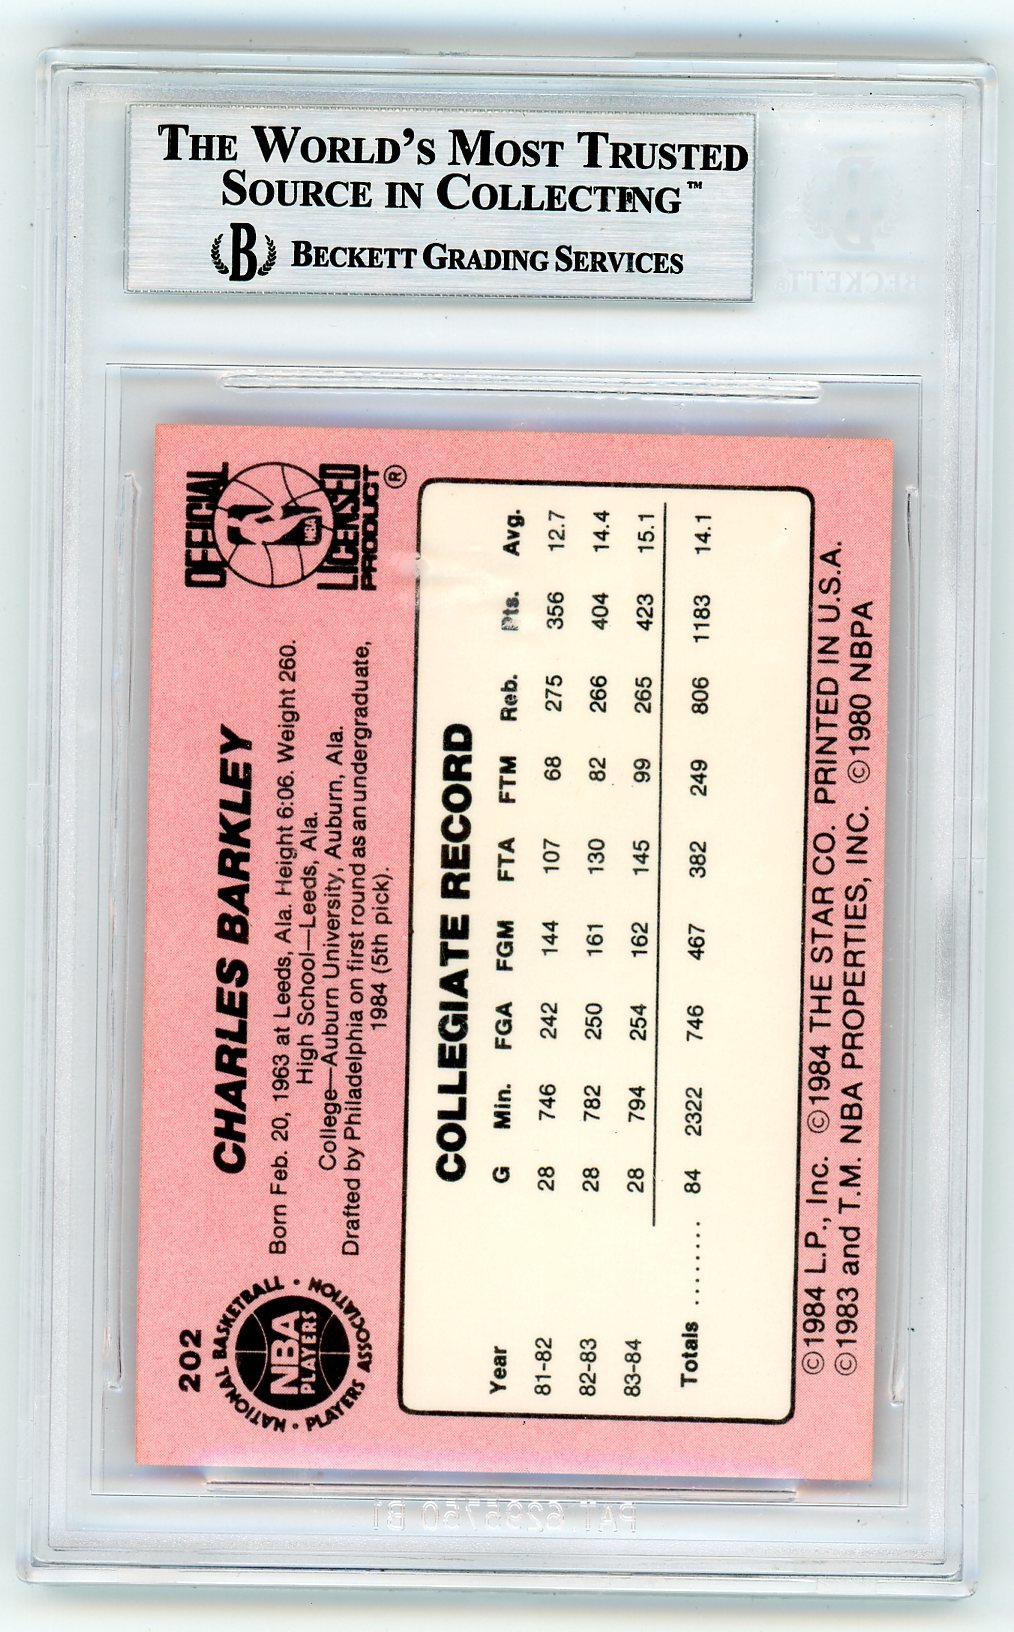 THE WORLD'S MOST TRUSTED
SOURCE IN COLLECTING™
B BECKETT GRADING SERVICES
BECKETT®
202
NATIONAL BASKETBALL
NBA
PLAYERS
PLAYERS ASSOCIATION
CHARLES BARKLEY
Born Feb. 20, 1963 at Leeds, Ala. Height 6:06. Weight 260.
High School—Leeds, Ala.
College—Auburn University, Auburn, Ala.
Drafted by Philadelphia on first round as an undergraduate,
1984 (5th pick).
OFFICIAL
NBA
LICENSED
PRODUCT ®
COLLEGIATE RECORD
Year G Min. FGA FGM FTA FTM Reb. Pts. Avg.
81-82 28 746 242 144 107 68 275 356 12.7
82-83 28 782 250 161 130 82 266 404 14.4
83-84 28 794 254 162 145 99 265 423 15.1
Totals ........ 84 2322 746 467 382 249 806 1183 14.1
©1984 L.P., Inc. ©1984 THE STAR CO. PRINTED IN U.S.A.
©1983 and T.M. NBA PROPERTIES, INC. ©1980 NBPA
PAT 6295750 B1